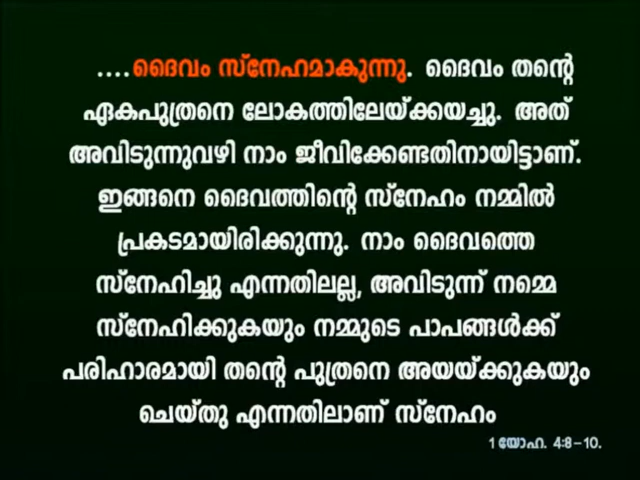 ....ദൈവം സ്നേഹമാകുന്നു. ദൈവം തന്റെ
ഏകപുത്രനെ ലോകത്തിലേയ്ക്കയച്ചു. അത്
അവിടുന്നുവഴി നാം ജീവിക്കേണ്ടതിനായിട്ടാണ്.
ഇങ്ങനെ ദൈവത്തിന്റെ സ്നേഹം നമ്മിൽ
പ്രകടമായിരിക്കുന്നു. നാം ദൈവത്തെ
സ്നേഹിച്ചു എന്നതിലല്ല, അവിടുന്ന് നമ്മെ
സ്നേഹിക്കുകയും നമ്മുടെ പാപങ്ങൾക്ക്
പരിഹാരമായി തന്റെ പുത്രനെ അയയ്ക്കുകയും
ചെയ്തു എന്നതിലാണ് സ്നേഹം
1 യോഹ. 4:8-10.